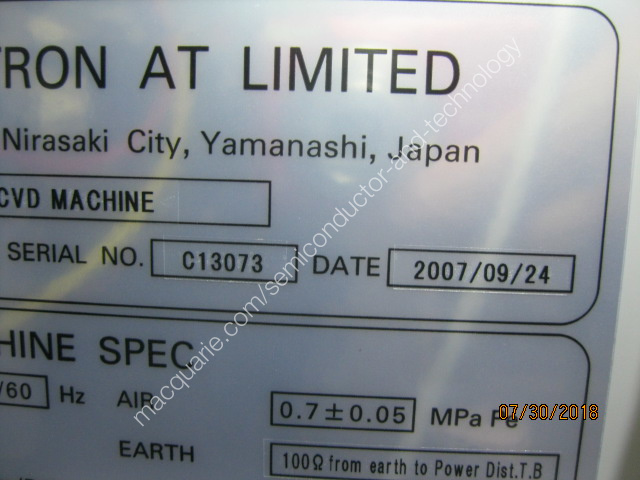 TRON AT LIMITED
Nirasaki City, Yamanashi, Japan
CVD MACHINE
SERIAL NO. C13073 DATE 2007/09/24
HINE SPEC
/60 Hz AIR 0.7±0.05 MPa
07/30/2018
EARTH 100Ω from earth to Power Dist.T.B
macquarie.com/semiconductor-and-technology